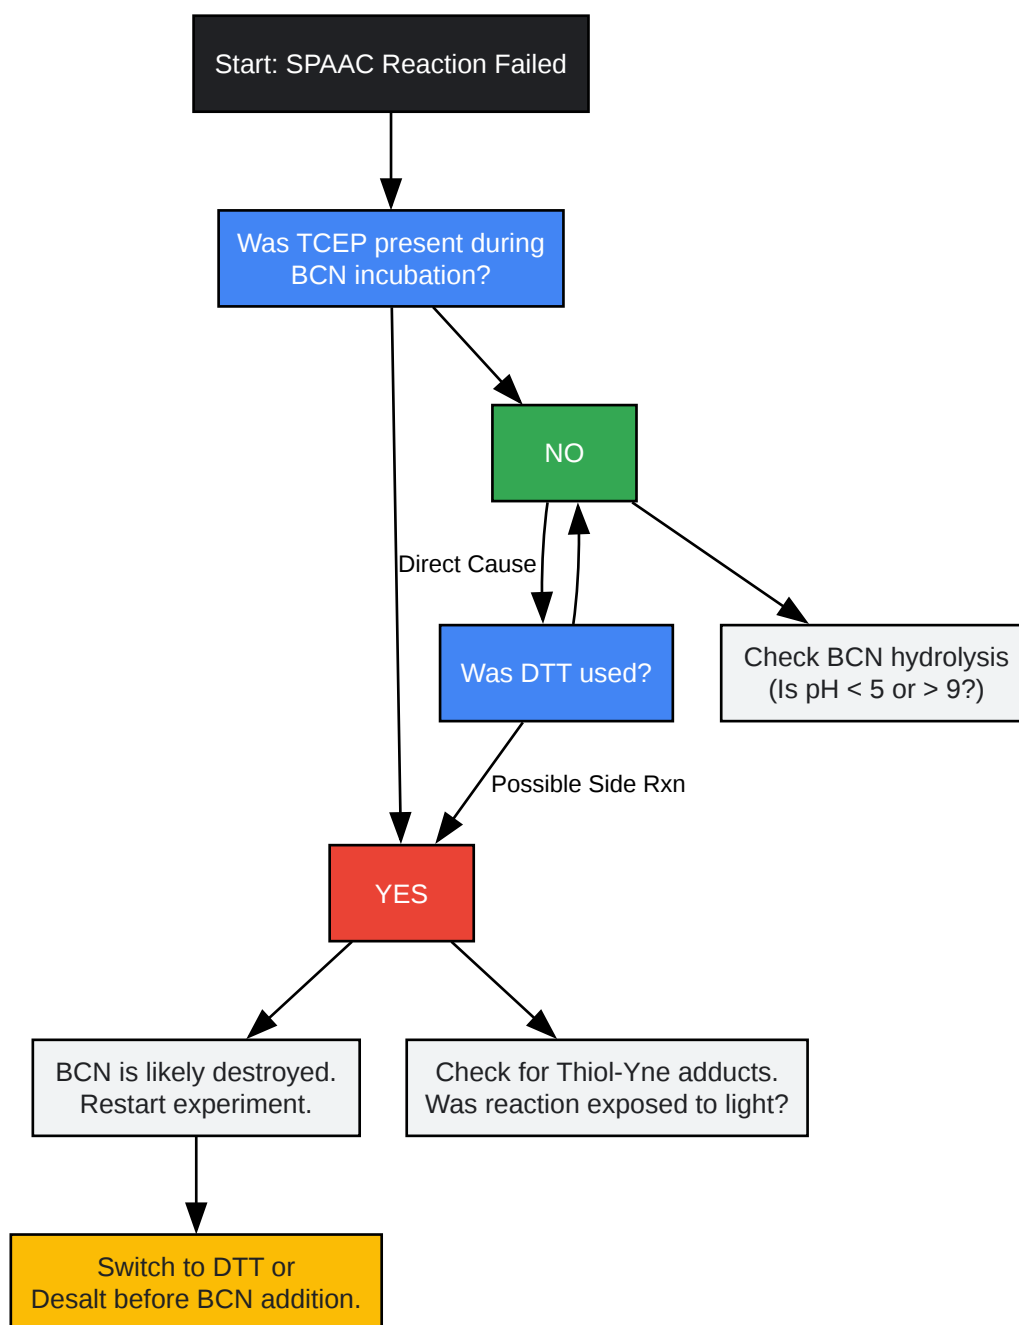 Start: SPAAC Reaction Failed
Was TCEP present during
BCN incubation?
NO
Direct Cause
Was DTT used?
Check BCN hydrolysis
(Is pH < 5 or > 9?)
Possible Side Rxn
YES
BCN is likely destroyed.
Restart experiment.
Check for Thiol-Yne adducts.
Was reaction exposed to light?
Switch to DTT or
Desalt before BCN addition.